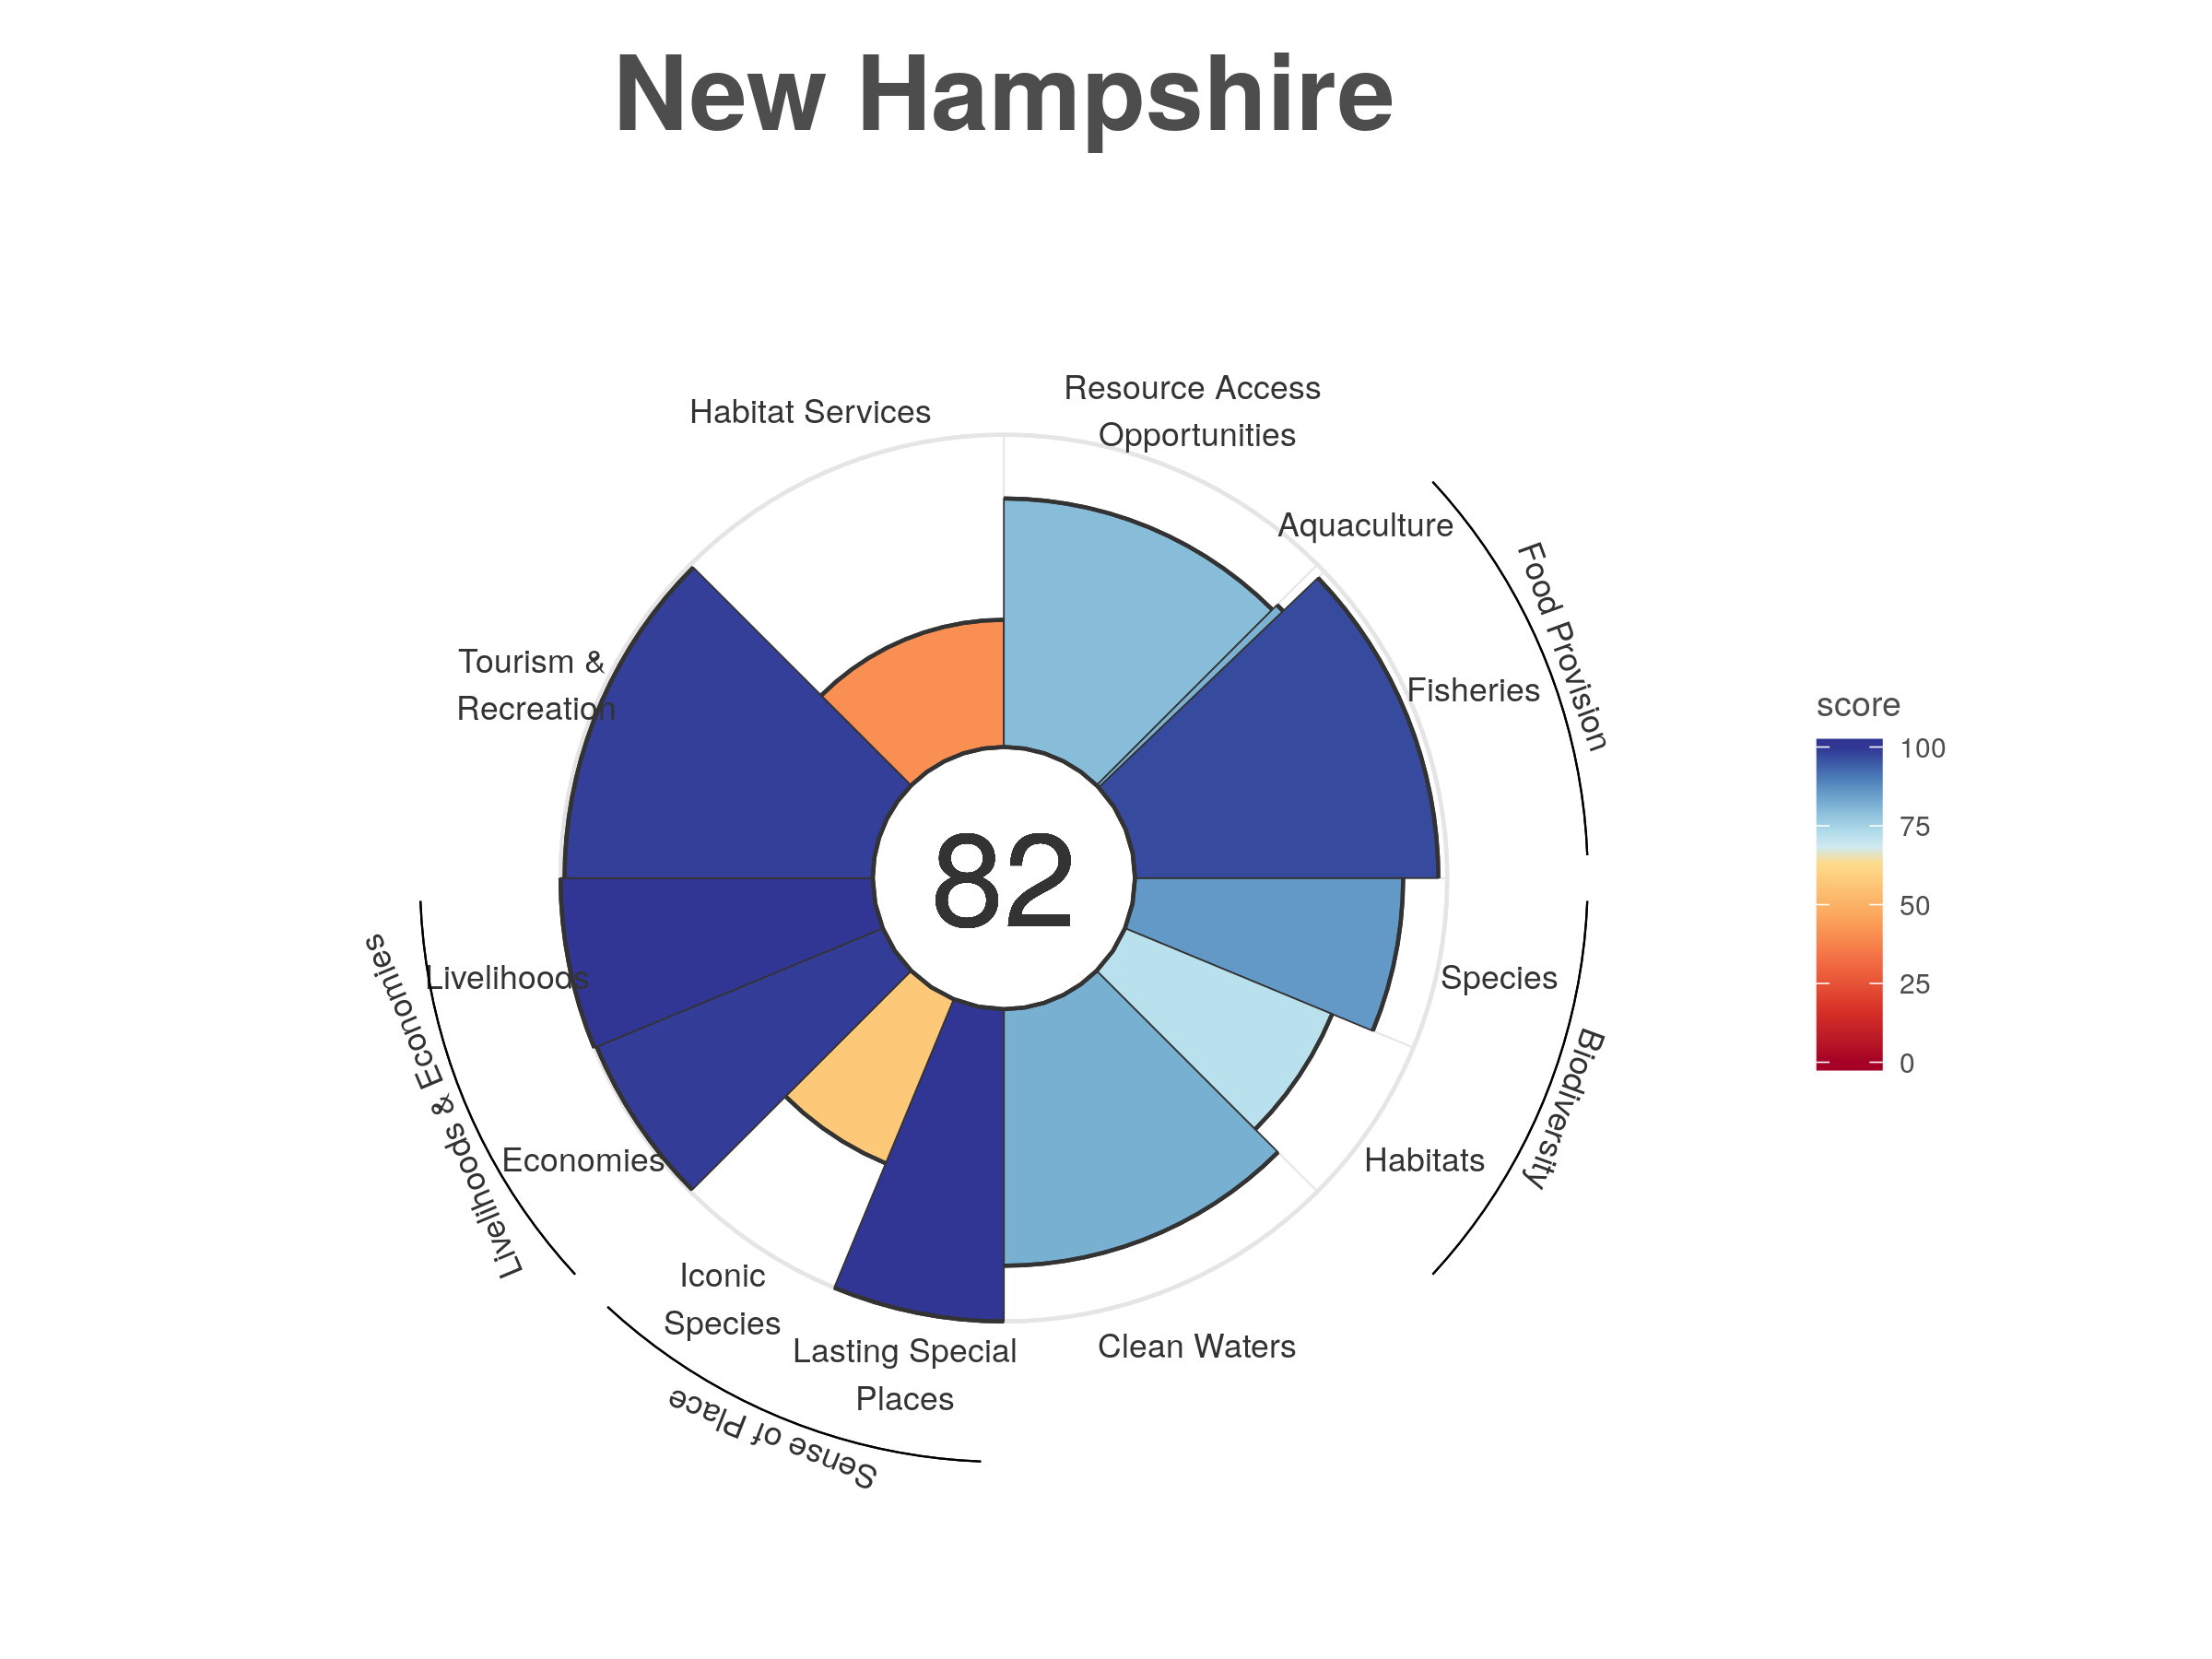 New Hampshire
Resource Access
Opportunities
Habitat Services
Aquaculture
Food Provision
Tourism &
Recreation
Fisheries
score
100
75
50
25
0
82
Livelihoods
Species
Livelihoods & Economies
Biodiversity
Economies
Habitats
Iconic
Species
Lasting Special
Places
Clean Waters
Sense of Place